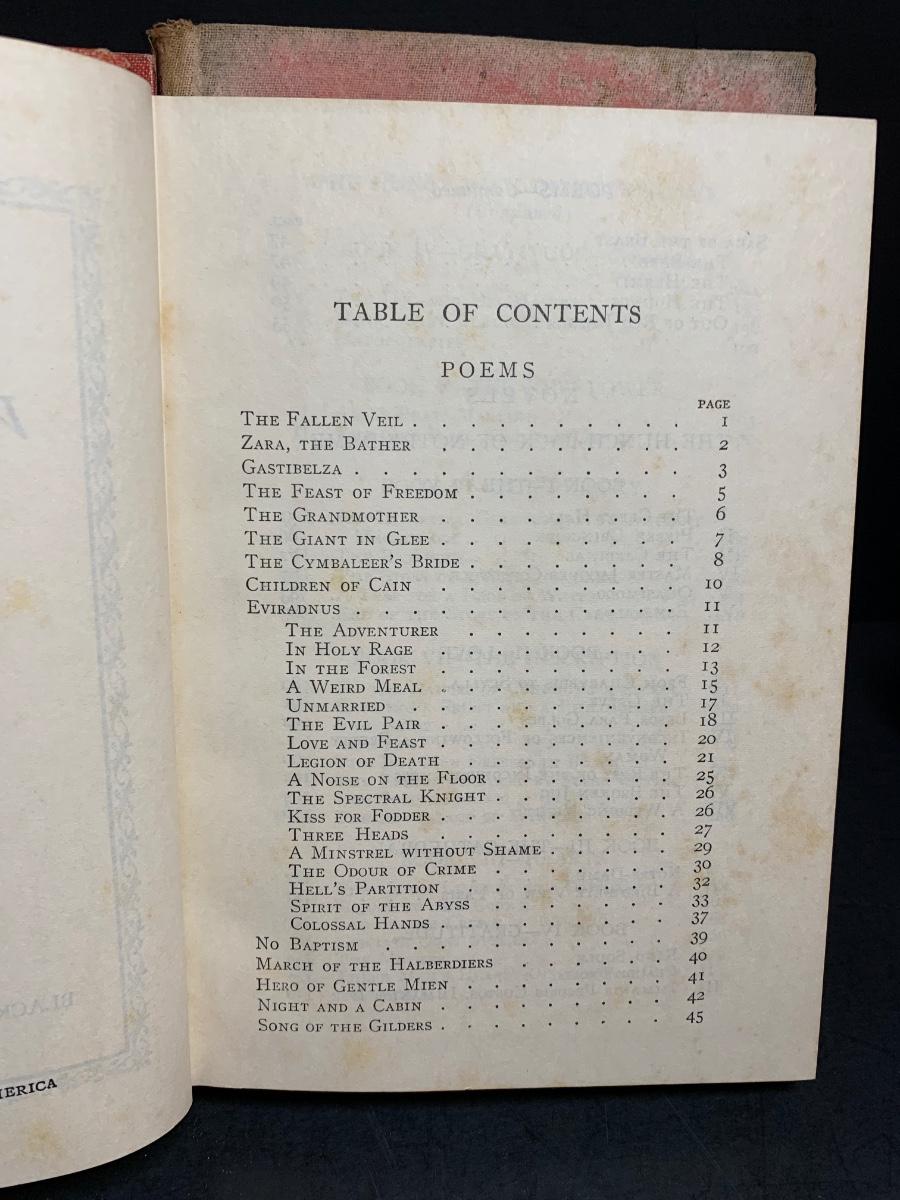 TABLE OF CONTENTS
POEMS
PAGE
THE FALLEN VEIL . . . . . . . . . . . 1
ZARA, THE BATHER . . . . . . . . . . 2
GASTIBELZA . . . . . . . . . . . . 3
THE FEAST OF FREEDOM . . . . . . . . . 5
THE GRANDMOTHER . . . . . . . . . . 6
THE GIANT IN GLEE . . . . . . . . . . 7
THE CYMBALEER'S BRIDE . . . . . . . . . 8
CHILDREN OF CAIN . . . . . . . . . . 10
EVIRADNUS . . . . . . . . . . . . 11
THE ADVENTURER . . . . . . . . 11
IN HOLY RAGE . . . . . . . . . 12
IN THE FOREST . . . . . . . . . 13
A WEIRD MEAL . . . . . . . . . 15
UNMARRIED . . . . . . . . . . 17
THE EVIL PAIR . . . . . . . . . 18
LOVE AND FEAST . . . . . . . . . 20
LEGION OF DEATH . . . . . . . . 21
A NOISE ON THE FLOOR . . . . . . . 25
THE SPECTRAL KNIGHT . . . . . . . 26
KISS FOR FODDER . . . . . . . . . 26
THREE HEADS . . . . . . . . . 27
A MINSTREL WITHOUT SHAME . . . . . 29
THE ODOUR OF CRIME . . . . . . . 30
HELL'S PARTITION . . . . . . . . 32
SPIRIT OF THE ABYSS . . . . . . . 33
COLOSSAL HANDS . . . . . . . . . 37
NO BAPTISM . . . . . . . . . . . 39
MARCH OF THE HALBERDIERS . . . . . . . 40
HERO OF GENTLE MIEN . . . . . . . . . 41
NIGHT AND A CABIN . . . . . . . . . 42
SONG OF THE GILDERS . . . . . . . . . 45
BLACK
MERICA